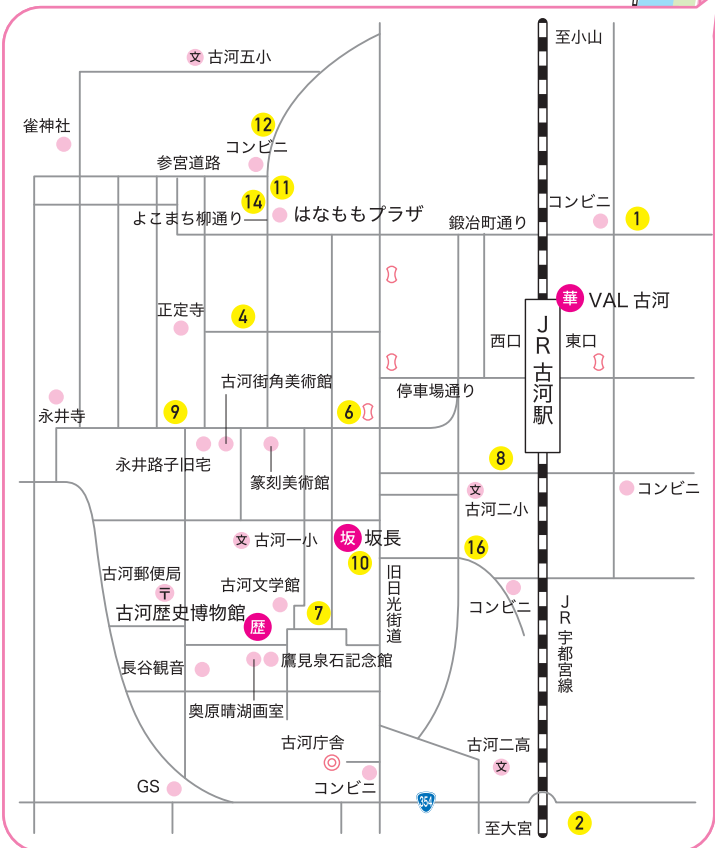 至小山
文 古河五小
12
雀神社
コンビニ
参宮道路
11
14
コンビニ
1
よこまち柳通り
はなももプラザ
鍛冶町通り
華 VAL 古河
正定寺
4
西口
JR古河駅
東口
古河街角美術館
停車場通り
永井寺
9
6
永井路子旧宅
篆刻美術館
8
文
古河二小
コンビニ
文 古河一小
坂 坂長
10
16
古河郵便局
〒
古河文学館
旧日光街道
コンビニ
JR宇都宮線
古河歴史博物館
歴
7
長谷観音
鷹見泉石記念館
奥原晴湖画室
古河庁舎
古河二高
文
GS
コンビニ
354
至大宮
2